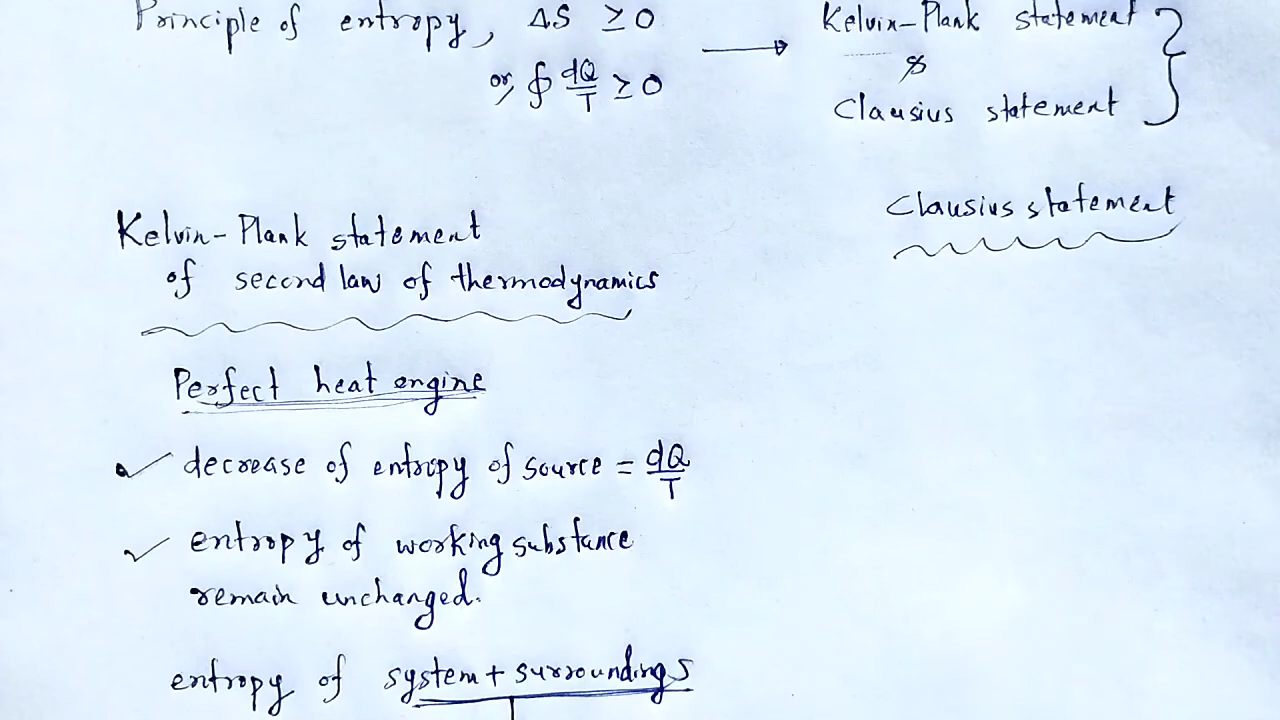 Principle of entropy, ΔS ≥ 0
or, ∮ dQ/T ≥ 0
→
Kelvin-Plank statement
&
Clausius statement
Clausius statement
Kelvin-Plank statement
of second law of thermodynamics
Perfect heat engine
✓ decrease of entropy of source = dQ/T
✓ entropy of working substance
remain unchanged.
entropy of system + surroundings